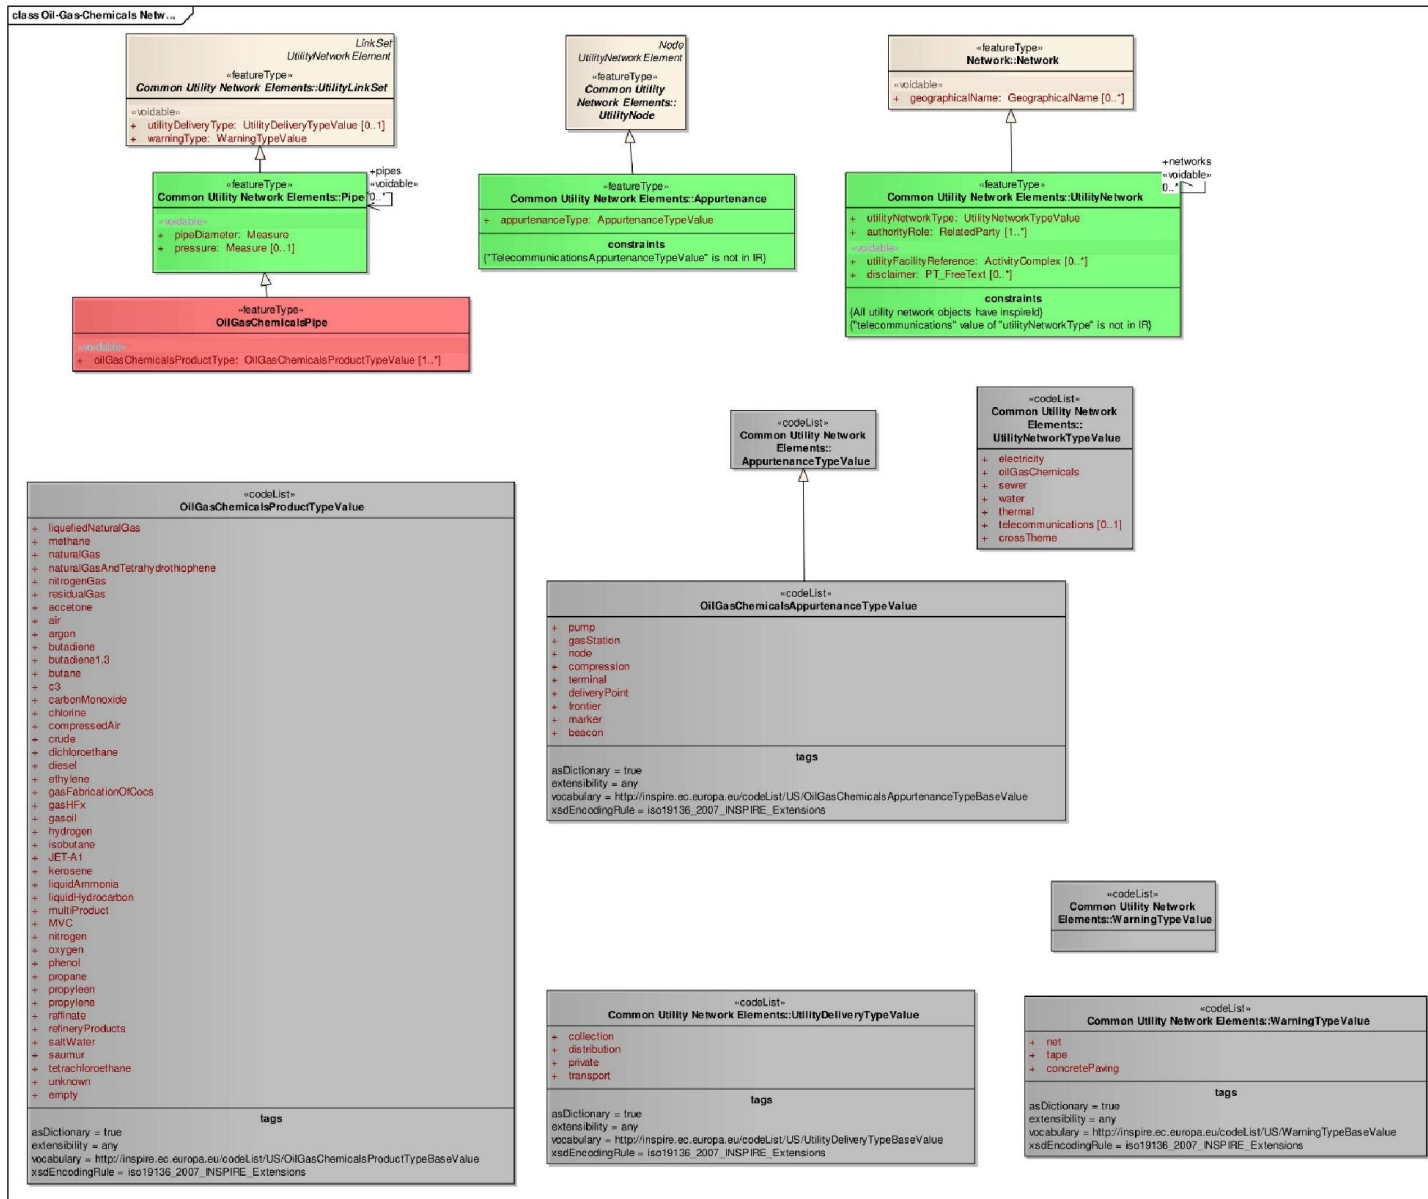 class Oil-Gas-Chemicals Netw...
LinkSet
UtilityNetworkElement
«featureType»
Common Utility Network Elements::UtilityLinkSet
«voidable»
+ utilityDeliveryType: UtilityDeliveryTypeValue [0..1]
+ warningType: WarningTypeValue
Node
UtilityNetworkElement
«featureType»
Common Utility
Network Elements::
UtilityNode
«featureType»
Network::Network
«voidable»
+ geographicalName: GeographicalName [0..*]
«featureType»
Common Utility Network Elements::Pipe
«voidable»
+ pipeDiameter: Measure
+ pressure: Measure [0..1]
+pipes
«voidable»
0..*
«featureType»
Common Utility Network Elements::Appurtenance
+ appurtenanceType: AppurtenanceTypeValue
constraints
{"TelecommunicationsAppurtenanceTypeValue" is not in IR}
+networks
«voidable»
0..*
«featureType»
Common Utility Network Elements::UtilityNetwork
+ utilityNetworkType: UtilityNetworkTypeValue
+ authorityRole: RelatedParty [1..*]
«voidable»
+ utilityFacilityReference: ActivityComplex [0..*]
+ disclaimer: PT_FreeText [0..*]
constraints
{All utility network objects have inspireId}
{"telecommunications" value of "utilityNetworkType" is not in IR}
«featureType»
OilGasChemicalsPipe
«voidable»
+ oilGasChemicalsProductType: OilGasChemicalsProductTypeValue [1..*]
«codeList»
Common Utility Network
Elements::
AppurtenanceTypeValue
«codeList»
Common Utility Network
Elements::
UtilityNetworkTypeValue
+ electricity
+ oilGasChemicals
+ sewer
+ water
+ thermal
+ telecommunications [0..1]
+ crossTheme
«codeList»
OilGasChemicalsProductTypeValue
+ liquefiedNaturalGas
+ methane
+ naturalGas
+ naturalGasAndTetrahydrothiophene
+ nitrogenGas
+ residualGas
+ accetone
+ air
+ argon
+ butadiene
+ butadiene1,3
+ butane
+ c3
+ carbonMonoxide
+ chlorine
+ compressedAir
+ crude
+ dichloroethane
+ diesel
+ ethylene
+ gasFabricationOfCocs
+ gasHFx
+ gasoil
+ hydrogen
+ isobutane
+ JET-A1
+ kerosene
+ liquidAmmonia
+ liquidHydrocarbon
+ multiProduct
+ MVC
+ nitrogen
+ oxygen
+ phenol
+ propane
+ propyleen
+ propylene
+ raffinate
+ refineryProducts
+ saltWater
+ saumur
+ tetrachloroethane
+ unknown
+ empty
tags
asDictionary = true
extensibility = any
vocabulary = http://inspire.ec.europa.eu/codeList/US/OilGasChemicalsProductTypeBaseValue
xsdEncodingRule = iso19136_2007_INSPIRE_Extensions
«codeList»
OilGasChemicalsAppurtenanceTypeValue
+ pump
+ gasStation
+ node
+ compression
+ terminal
+ deliveryPoint
+ frontier
+ marker
+ beacon
tags
asDictionary = true
extensibility = any
vocabulary = http://inspire.ec.europa.eu/codeList/US/OilGasChemicalsAppurtenanceTypeBaseValue
xsdEncodingRule = iso19136_2007_INSPIRE_Extensions
«codeList»
Common Utility Network
Elements::WarningTypeValue
«codeList»
Common Utility Network Elements::UtilityDeliveryTypeValue
+ collection
+ distribution
+ private
+ transport
tags
asDictionary = true
extensibility = any
vocabulary = http://inspire.ec.europa.eu/codeList/US/UtilityDeliveryTypeBaseValue
xsdEncodingRule = iso19136_2007_INSPIRE_Extensions
«codeList»
Common Utility Network Elements::WarningTypeValue
+ net
+ tape
+ concretePaving
tags
asDictionary = true
extensibility = any
vocabulary = http://inspire.ec.europa.eu/codeList/US/WarningTypeBaseValue
xsdEncodingRule = iso19136_2007_INSPIRE_Extensions